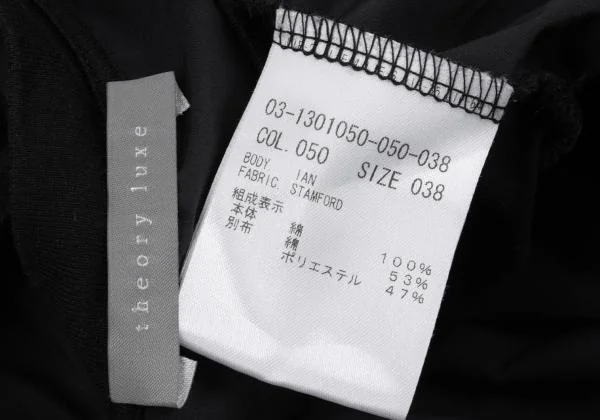 theory luxe
03-1301050-050-038
COL. 050 SIZE 038
BODY IAN
FABRIC STAMFORD
組成表示
本体 綿 100%
別布 綿 53%
ポリエステル 47%